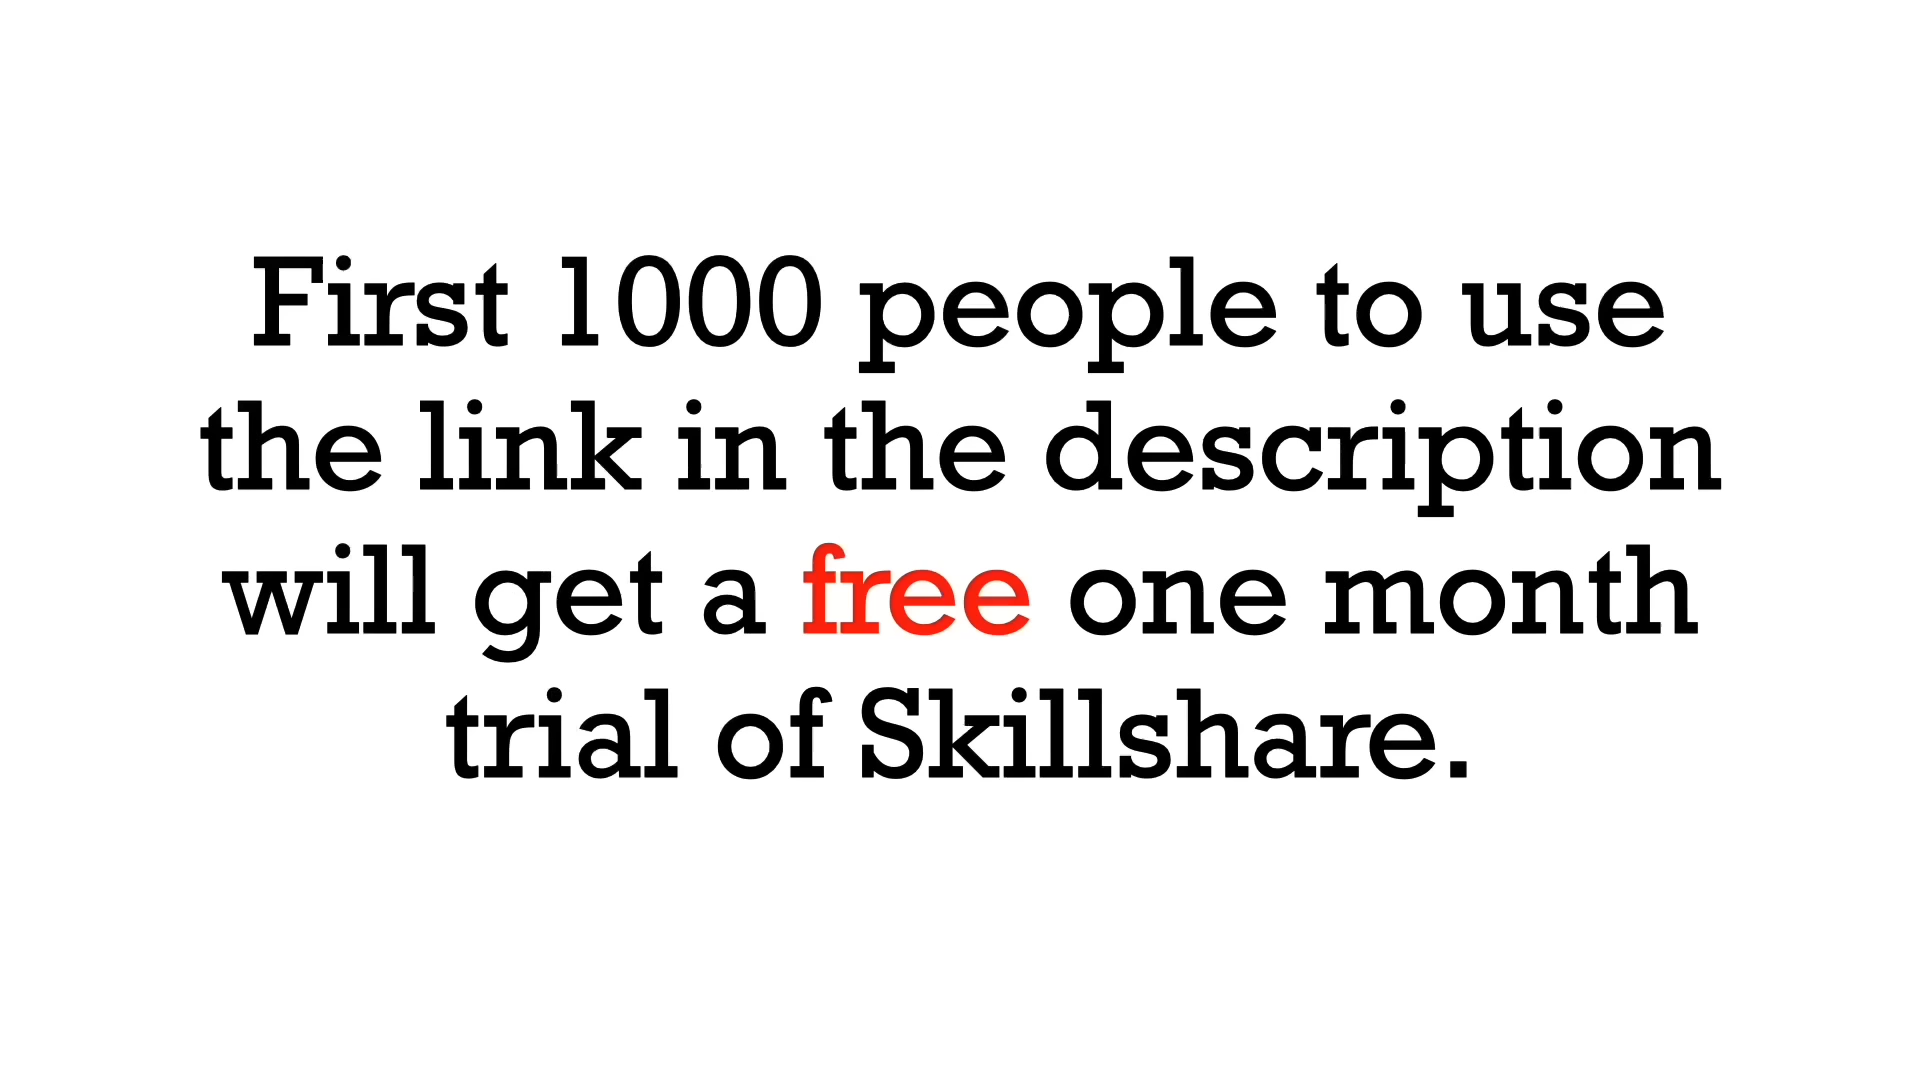 First 1000 people to use
the link in the description
will get a free one month
trial of Skillshare.